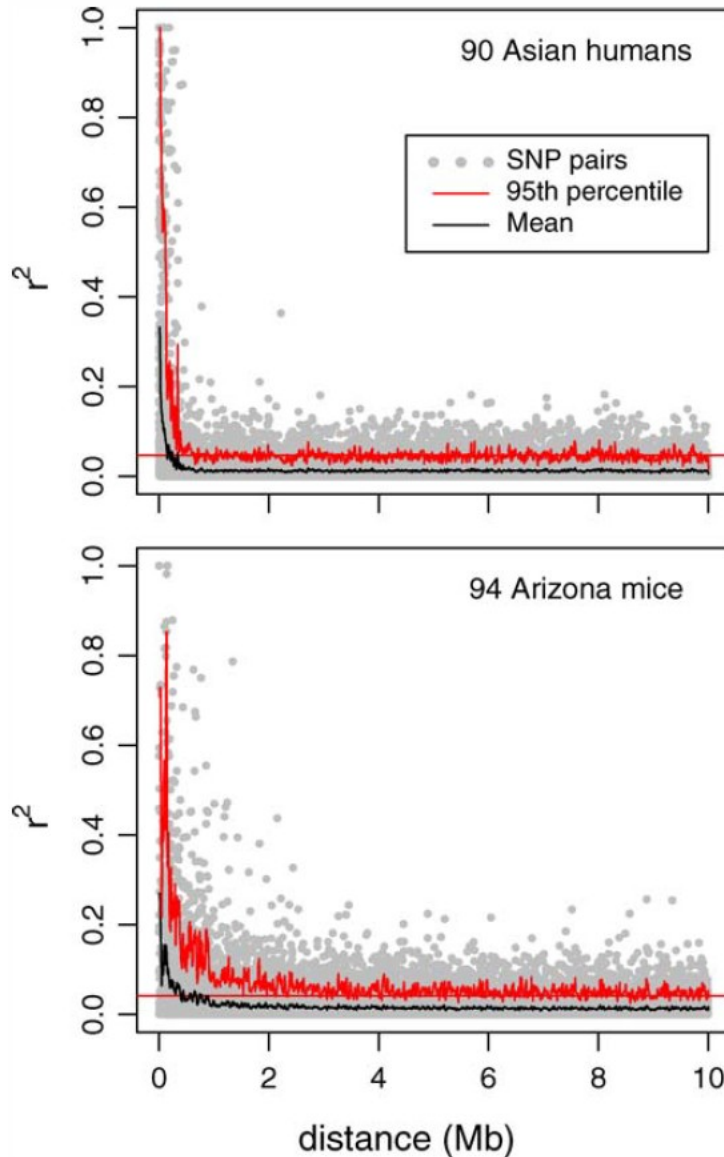 90 Asian humans
SNP pairs
95th percentile
Mean
r²
0.0 0.2 0.4 0.6 0.8 1.0
94 Arizona mice
r²
0.0 0.2 0.4 0.6 0.8 1.0
0 2 4 6 8 10
distance (Mb)